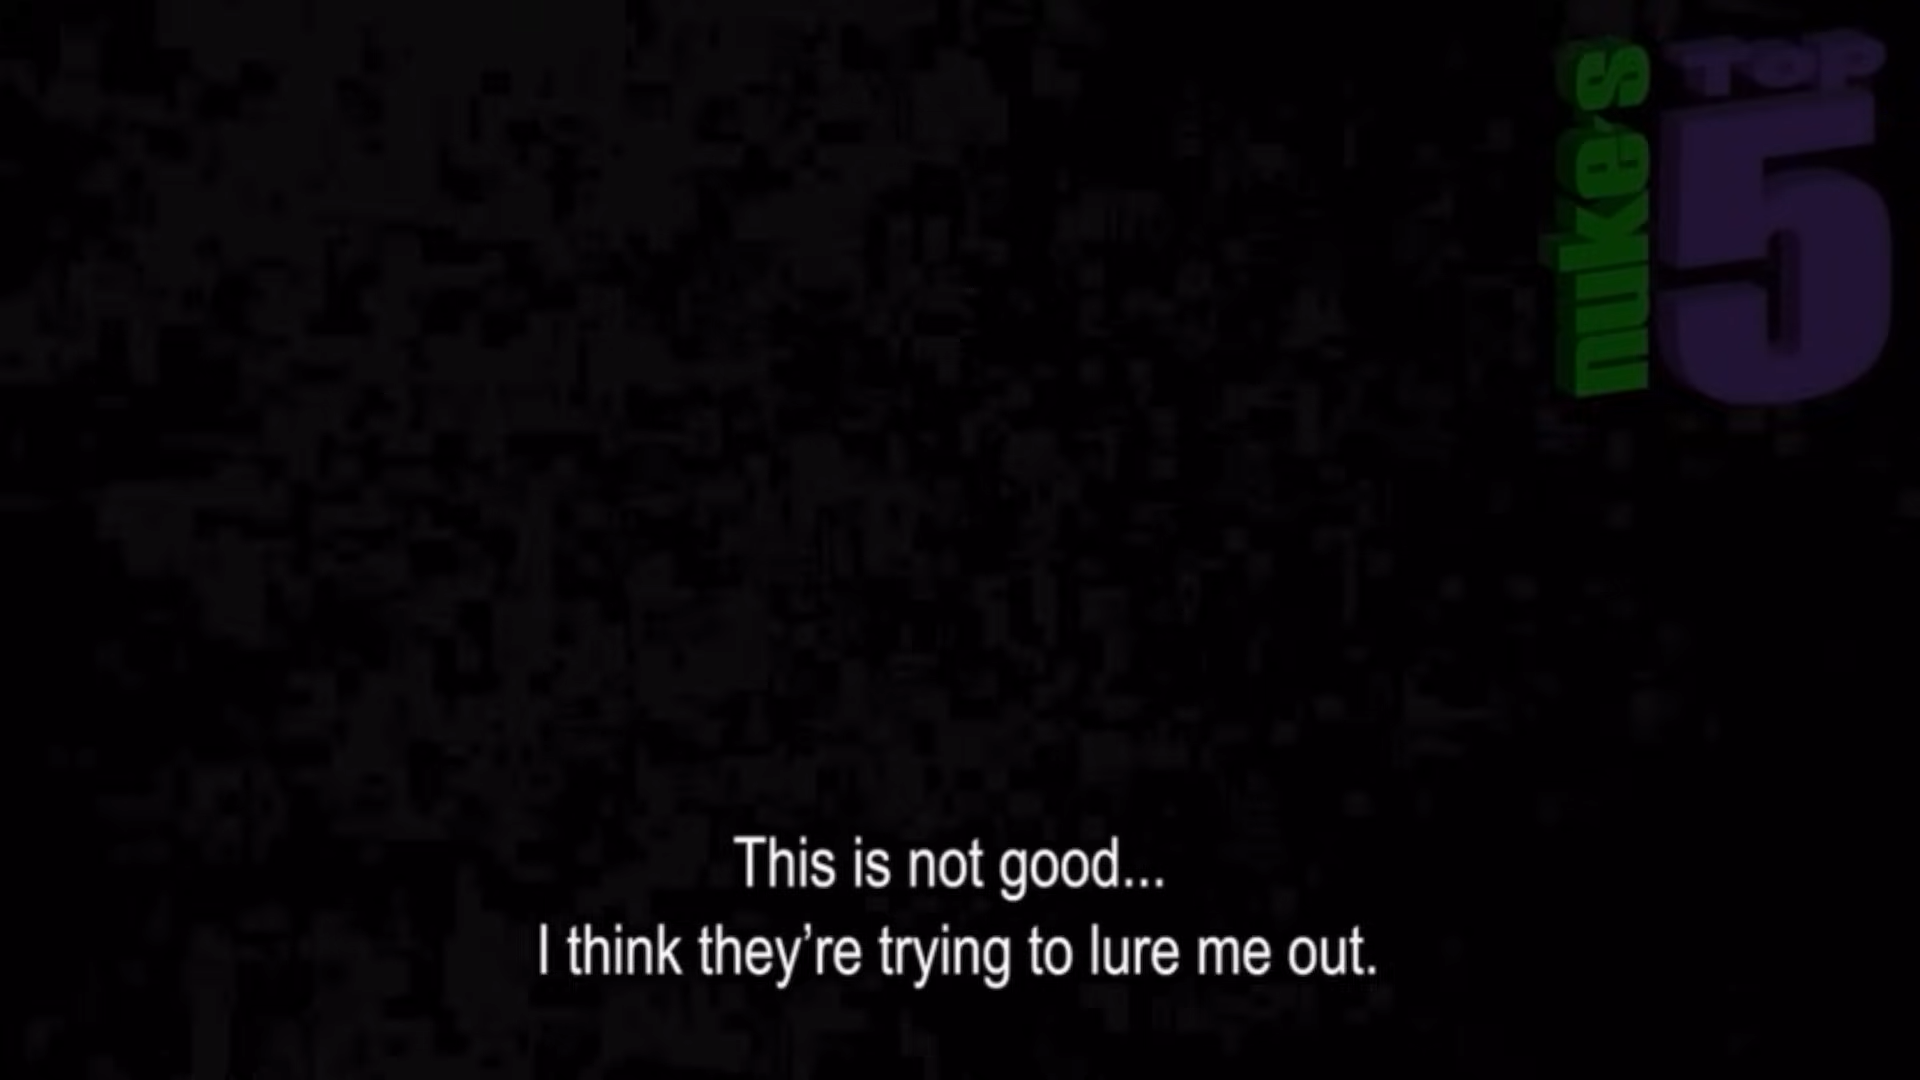 nuke's
TOP
5
This is not good...
I think they're trying to lure me out.